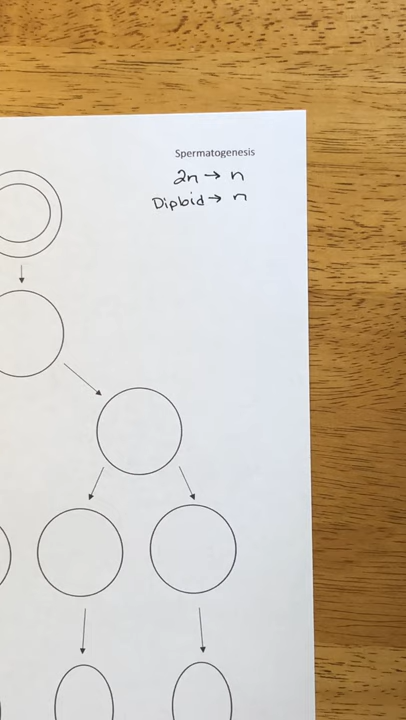 Spermatogenesis
2n → n
Diploid → n